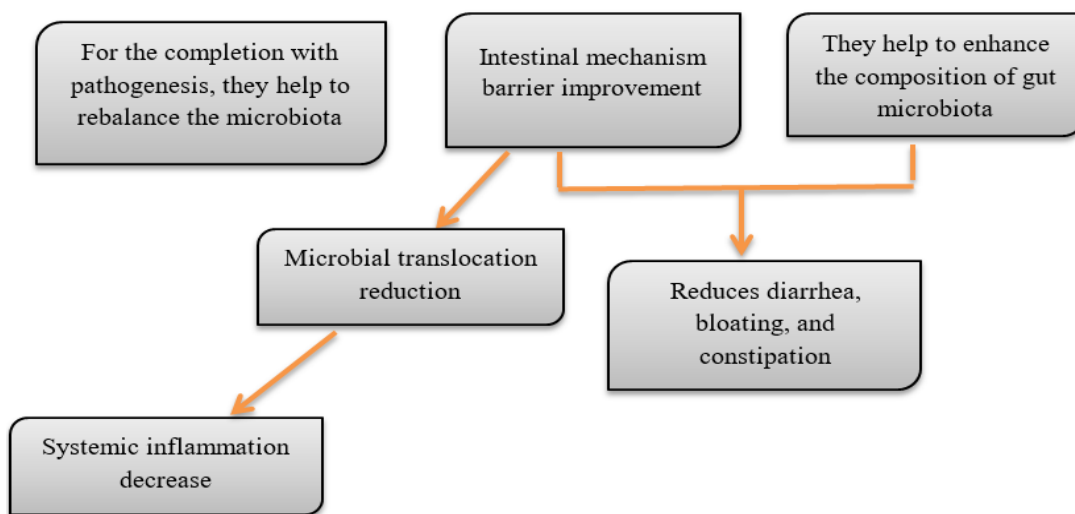 For the completion with
pathogenesis, they help to
rebalance the microbiota
Intestinal mechanism
barrier improvement
They help to enhance
the composition of gut
microbiota
Microbial translocation
reduction
Reduces diarrhea,
bloating, and
constipation
Systemic inflammation
decrease